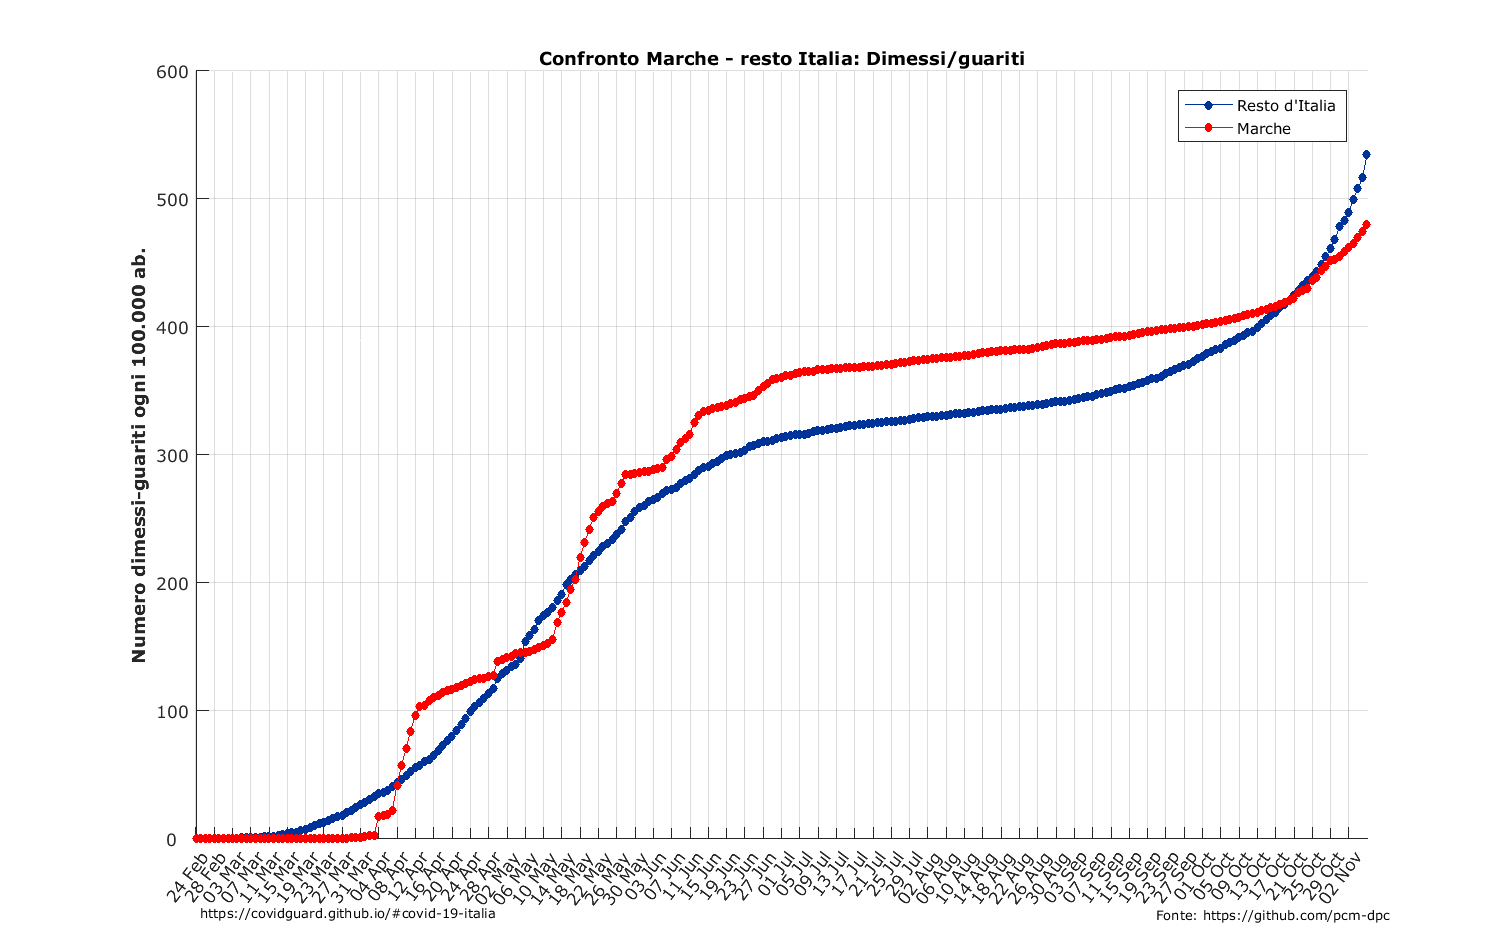 Confronto Marche - resto Italia: Dimessi/guariti
Resto d'Italia
Marche
Numero dimessi-guariti ogni 100.000 ab.
600
500
400
300
200
100
0
24 Feb
28 Feb
03 Mar
07 Mar
11 Mar
15 Mar
19 Mar
23 Mar
27 Mar
31 Mar
04 Apr
08 Apr
12 Apr
16 Apr
20 Apr
24 Apr
28 Apr
02 May
06 May
10 May
14 May
18 May
22 May
26 May
30 May
03 Jun
07 Jun
11 Jun
15 Jun
19 Jun
23 Jun
27 Jun
01 Jul
05 Jul
09 Jul
13 Jul
17 Jul
21 Jul
25 Jul
29 Jul
02 Aug
06 Aug
10 Aug
14 Aug
18 Aug
22 Aug
26 Aug
30 Aug
03 Sep
07 Sep
11 Sep
15 Sep
19 Sep
23 Sep
27 Sep
01 Oct
05 Oct
09 Oct
13 Oct
17 Oct
21 Oct
25 Oct
29 Oct
02 Nov
https://covidguard.github.io/#covid-19-italia
Fonte: https://github.com/pcm-dpc